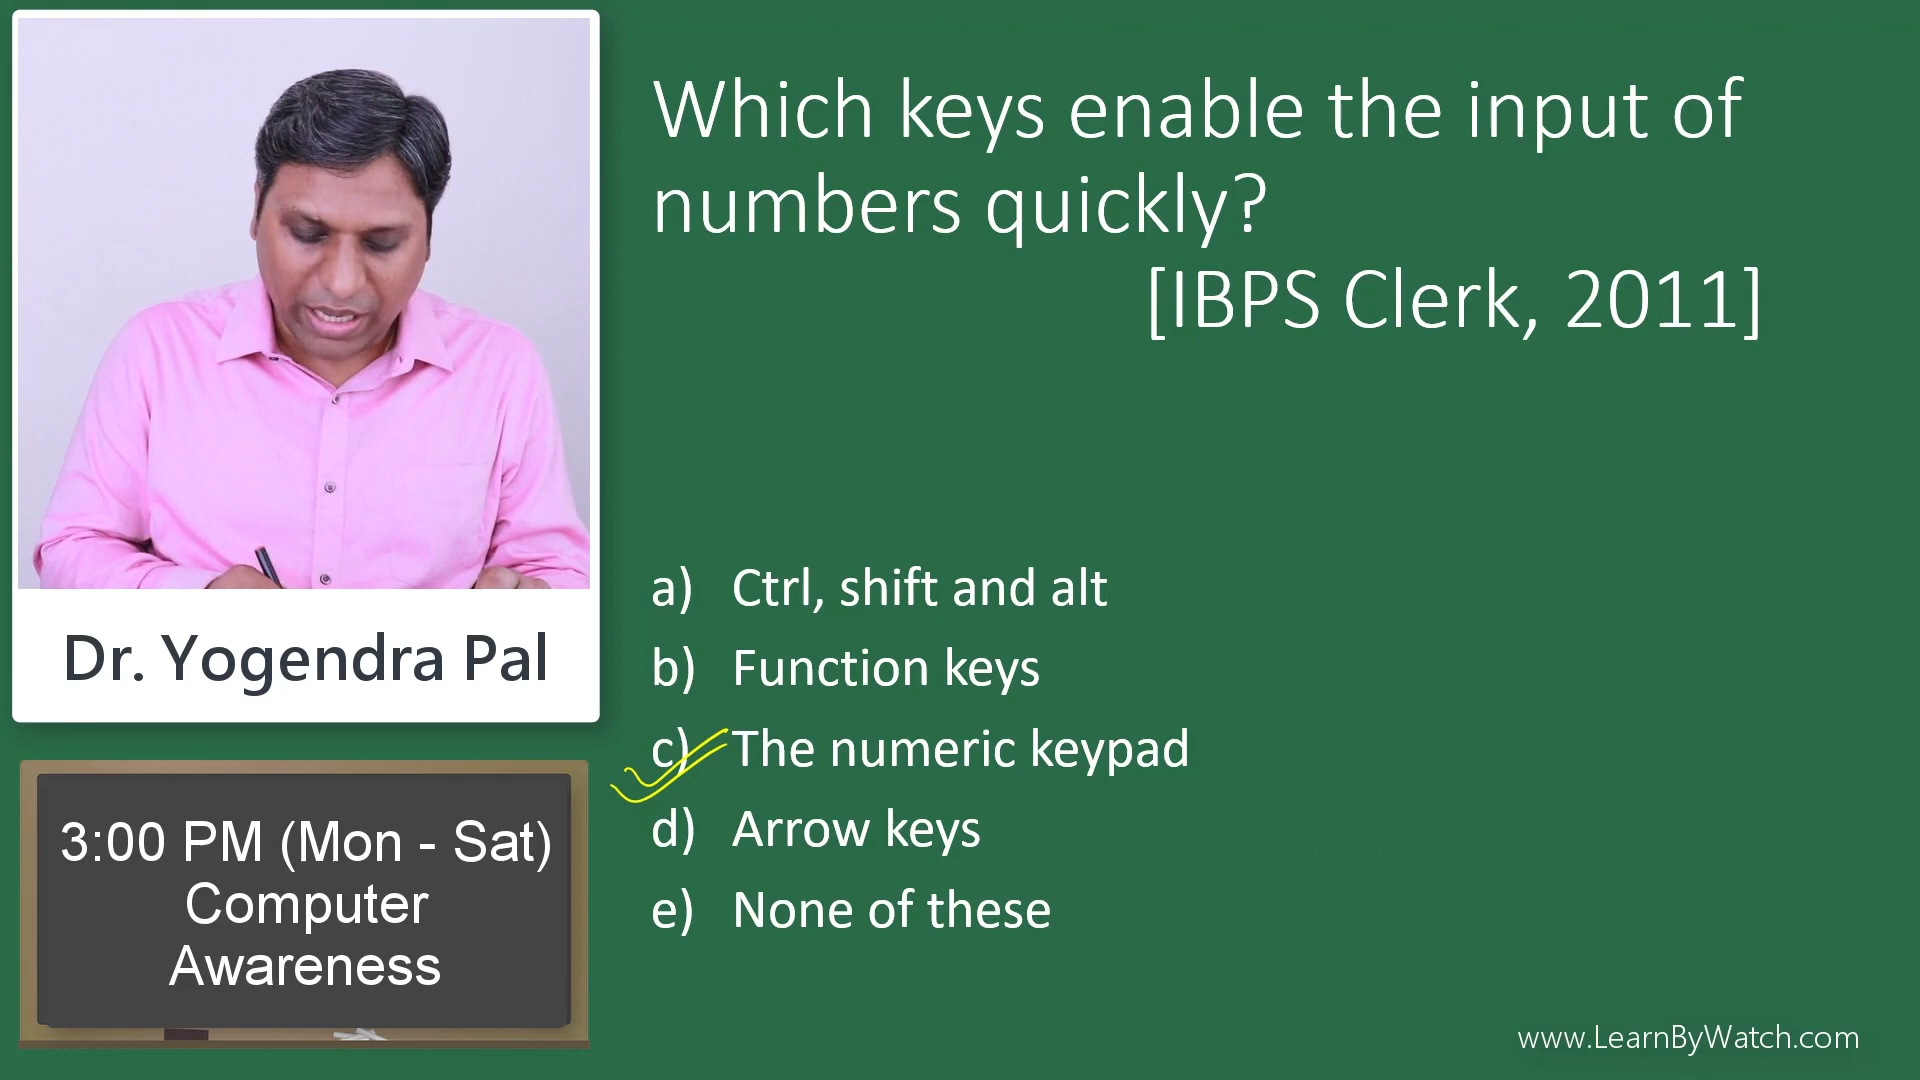 Which keys enable the input of
numbers quickly?
[IBPS Clerk, 2011]
a) Ctrl, shift and alt
b) Function keys
c) The numeric keypad
d) Arrow keys
e) None of these
Dr. Yogendra Pal
3:00 PM (Mon - Sat)
Computer
Awareness
www.LearnByWatch.com